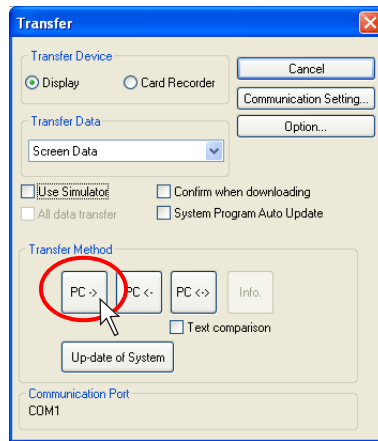 Transfer
Transfer Device
Display
Card Recorder
Cancel
Communication Setting...
Transfer Data
Option...
Screen Data
Use Simulator
Confirm when downloading
All data transfer
System Program Auto Update
Transfer Method
PC ->
PC <-
PC <->
Info.
Text comparison
Up-date of System
Communication Port
COM1